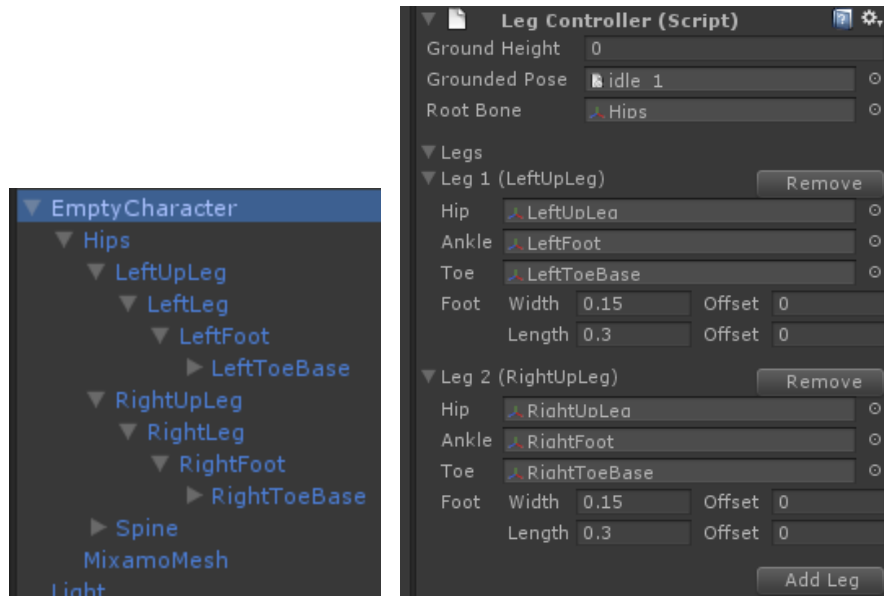 EmptyCharacter
Hips
LeftUpLeg
LeftLeg
LeftFoot
LeftToeBase
RightUpLeg
RightLeg
RightFoot
RightToeBase
Spine
MixamoMesh
Light
Leg Controller (Script)
Ground Height 0
Grounded Pose idle_1
Root Bone Hips
Legs
Leg 1 (LeftUpLeg) Remove
Hip LeftUpLeg
Ankle LeftFoot
Toe LeftToeBase
Foot Width 0.15 Offset 0
Length 0.3 Offset 0
Leg 2 (RightUpLeg) Remove
Hip RightUpLeg
Ankle RightFoot
Toe RightToeBase
Foot Width 0.15 Offset 0
Length 0.3 Offset 0
Add Leg